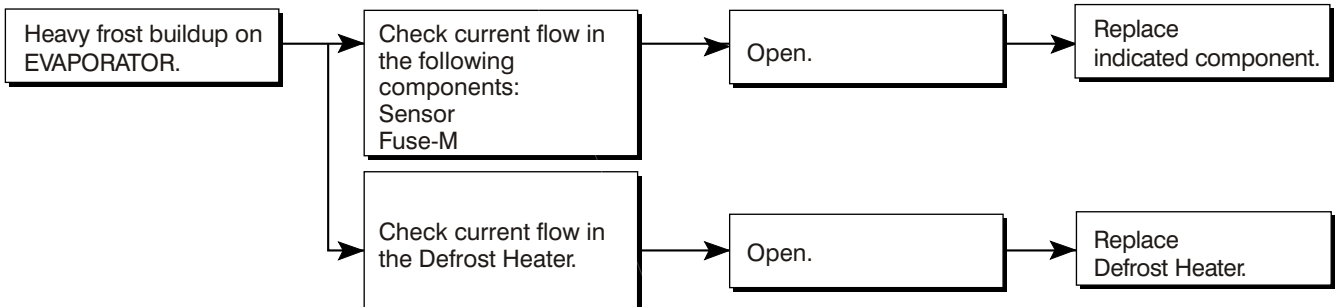 Heavy frost buildup on
EVAPORATOR.
Check current flow in
the following
components:
Sensor
Fuse-M
Open.
Replace
indicated component.
Check current flow in
the Defrost Heater.
Open.
Replace
Defrost Heater.